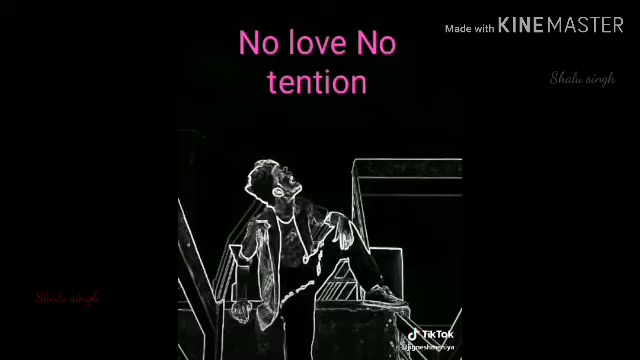 Made with KINEMASTER
No love No
tention
Shalu singh
Shalu singh
TikTok